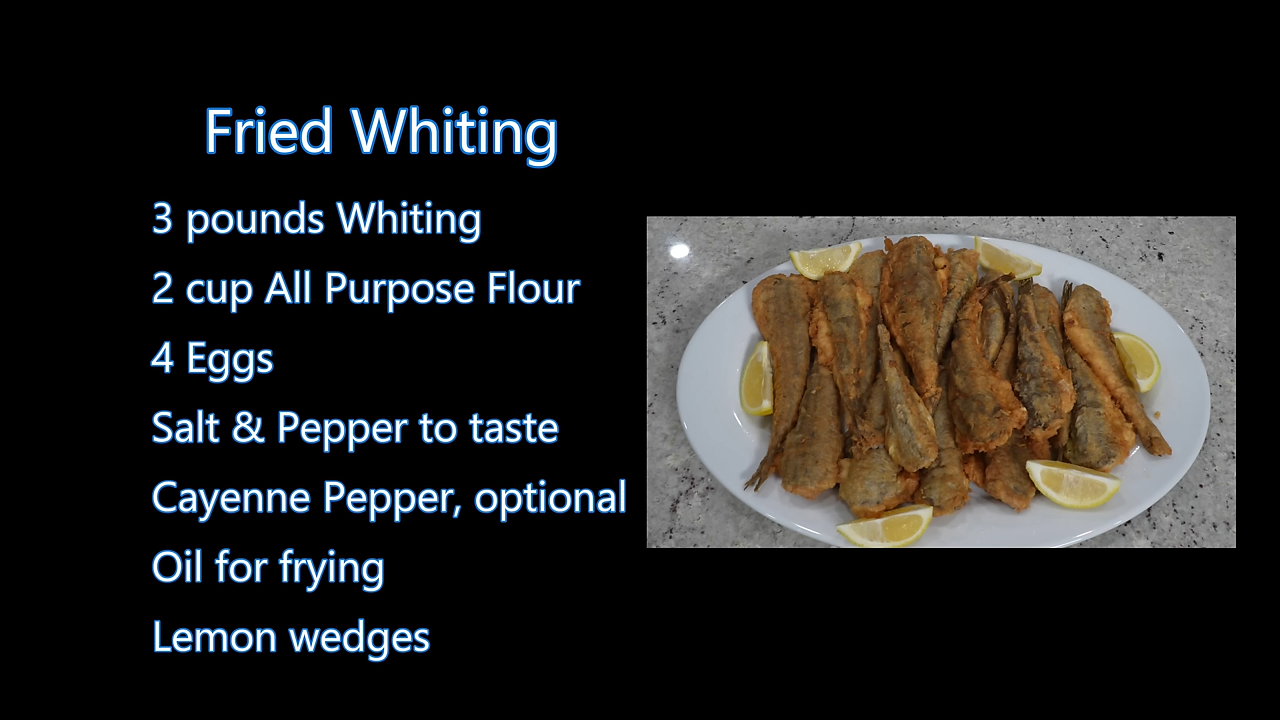 Fried Whiting
3 pounds Whiting
2 cup All Purpose Flour
4 Eggs
Salt & Pepper to taste
Cayenne Pepper, optional
Oil for frying
Lemon wedges